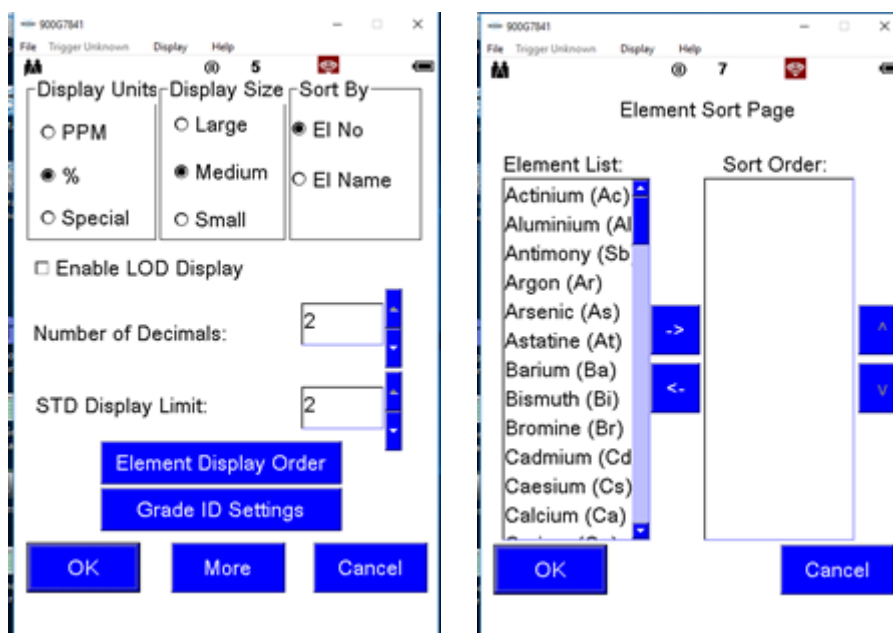 900G7841
File Trigger Unknown Display Help
5
Display Units Display Size Sort By
PPM Large El No
% Medium El Name
Special Small
Enable LOD Display
Number of Decimals: 2
STD Display Limit: 2
Element Display Order
Grade ID Settings
OK More Cancel
900G7841
File Trigger Unknown Display Help
7
Element Sort Page
Element List: Sort Order:
Actinium (Ac)
Aluminium (Al
Antimony (Sb
Argon (Ar)
Arsenic (As)
Astatine (At)
Barium (Ba)
Bismuth (Bi)
Bromine (Br)
Cadmium (Cd
Caesium (Cs)
Calcium (Ca)
->
<-
OK Cancel